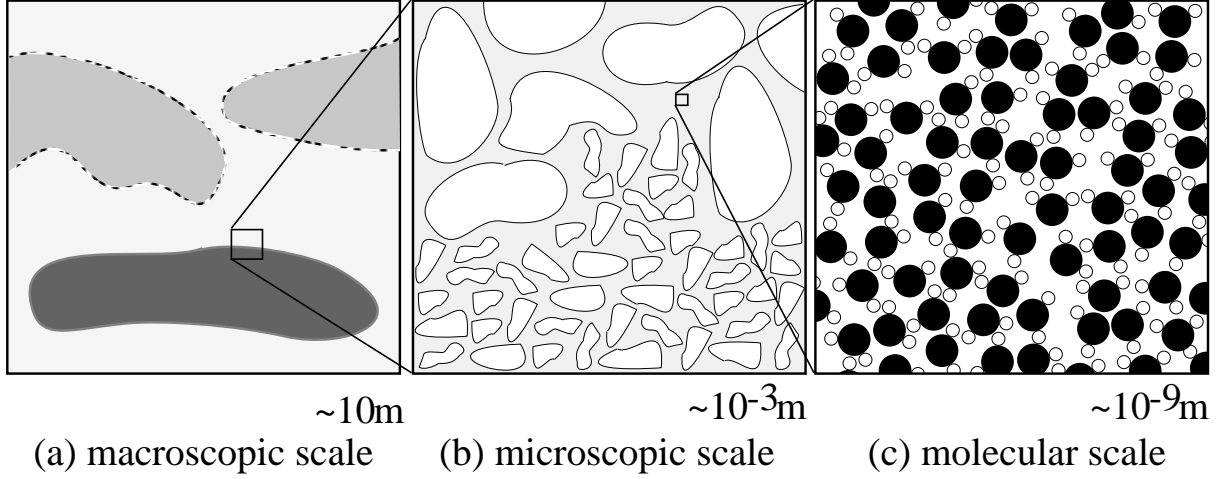 ~10m
~10-3m
~10-9m
(a) macroscopic scale
(b) microscopic scale
(c) molecular scale